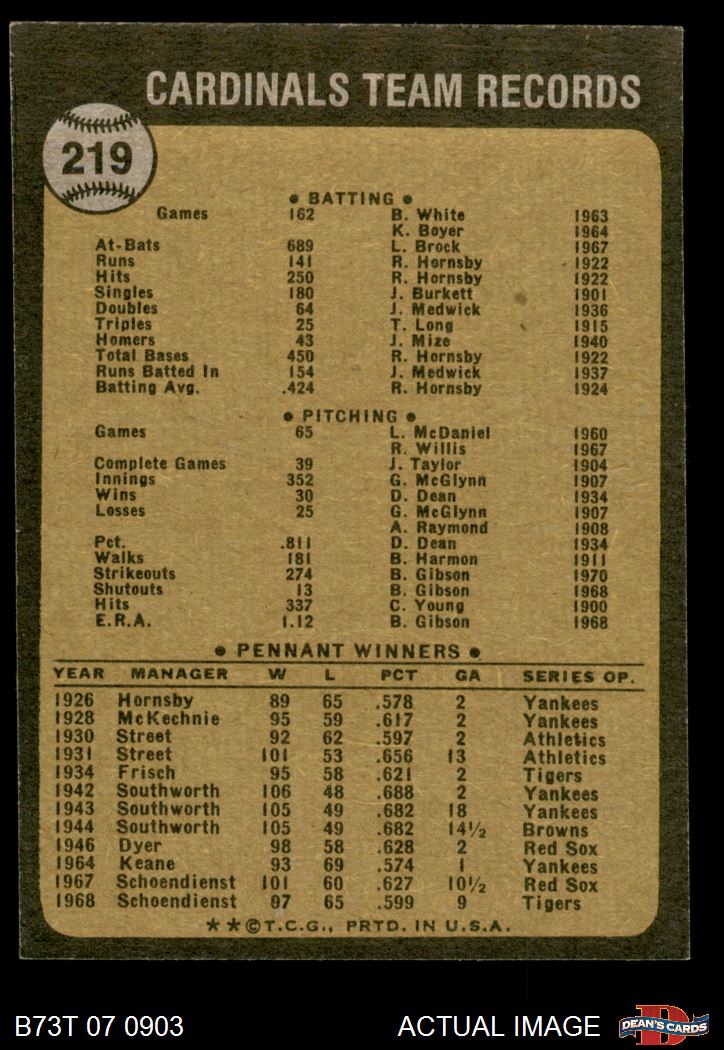 CARDINALS TEAM RECORDS
219
• BATTING •
Games 162 B. White 1963
K. Boyer 1964
At-Bats 689 L. Brock 1967
Runs 141 R. Hornsby 1922
Hits 250 R. Hornsby 1922
Singles 180 J. Burkett 1901
Doubles 64 J. Medwick 1936
Triples 25 T. Long 1915
Homers 43 J. Mize 1940
Total Bases 450 R. Hornsby 1922
Runs Batted In 154 J. Medwick 1937
Batting Avg. .424 R. Hornsby 1924
• PITCHING •
Games 65 L. McDaniel 1960
R. Willis 1967
Complete Games 39 J. Taylor 1904
Innings 352 G. McGlynn 1907
Wins 30 D. Dean 1934
Losses 25 G. McGlynn 1907
A. Raymond 1908
Pct. .811 D. Dean 1934
Walks 181 B. Harmon 1911
Strikeouts 274 B. Gibson 1970
Shutouts 13 B. Gibson 1968
Hits 337 C. Young 1900
E.R.A. 1.12 B. Gibson 1968
• PENNANT WINNERS •
YEAR MANAGER W L PCT GA SERIES OP.
1926 Hornsby 89 65 .578 2 Yankees
1928 McKechnie 95 59 .617 2 Yankees
1930 Street 92 62 .597 2 Athletics
1931 Street 101 53 .656 13 Athletics
1934 Frisch 95 58 .621 2 Tigers
1942 Southworth 106 48 .688 2 Yankees
1943 Southworth 105 49 .682 18 Yankees
1944 Southworth 105 49 .682 14½ Browns
1946 Dyer 98 58 .628 2 Red Sox
1964 Keane 93 69 .574 1 Yankees
1967 Schoendienst 101 60 .627 10½ Red Sox
1968 Schoendienst 97 65 .599 9 Tigers
★ ★ © T.C.G., PRTD. IN U.S.A.
B73T 07 0903 ACTUAL IMAGE DEAN'S CARDS